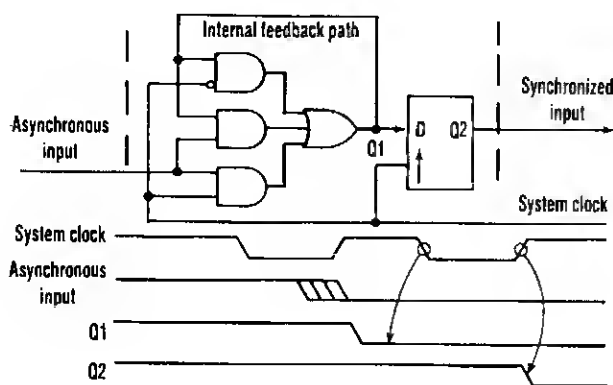 Internal feedback path
Synchronized
input
Asynchronous
input
D Q2
Q1
System clock
System clock
Asynchronous
input
Q1
Q2